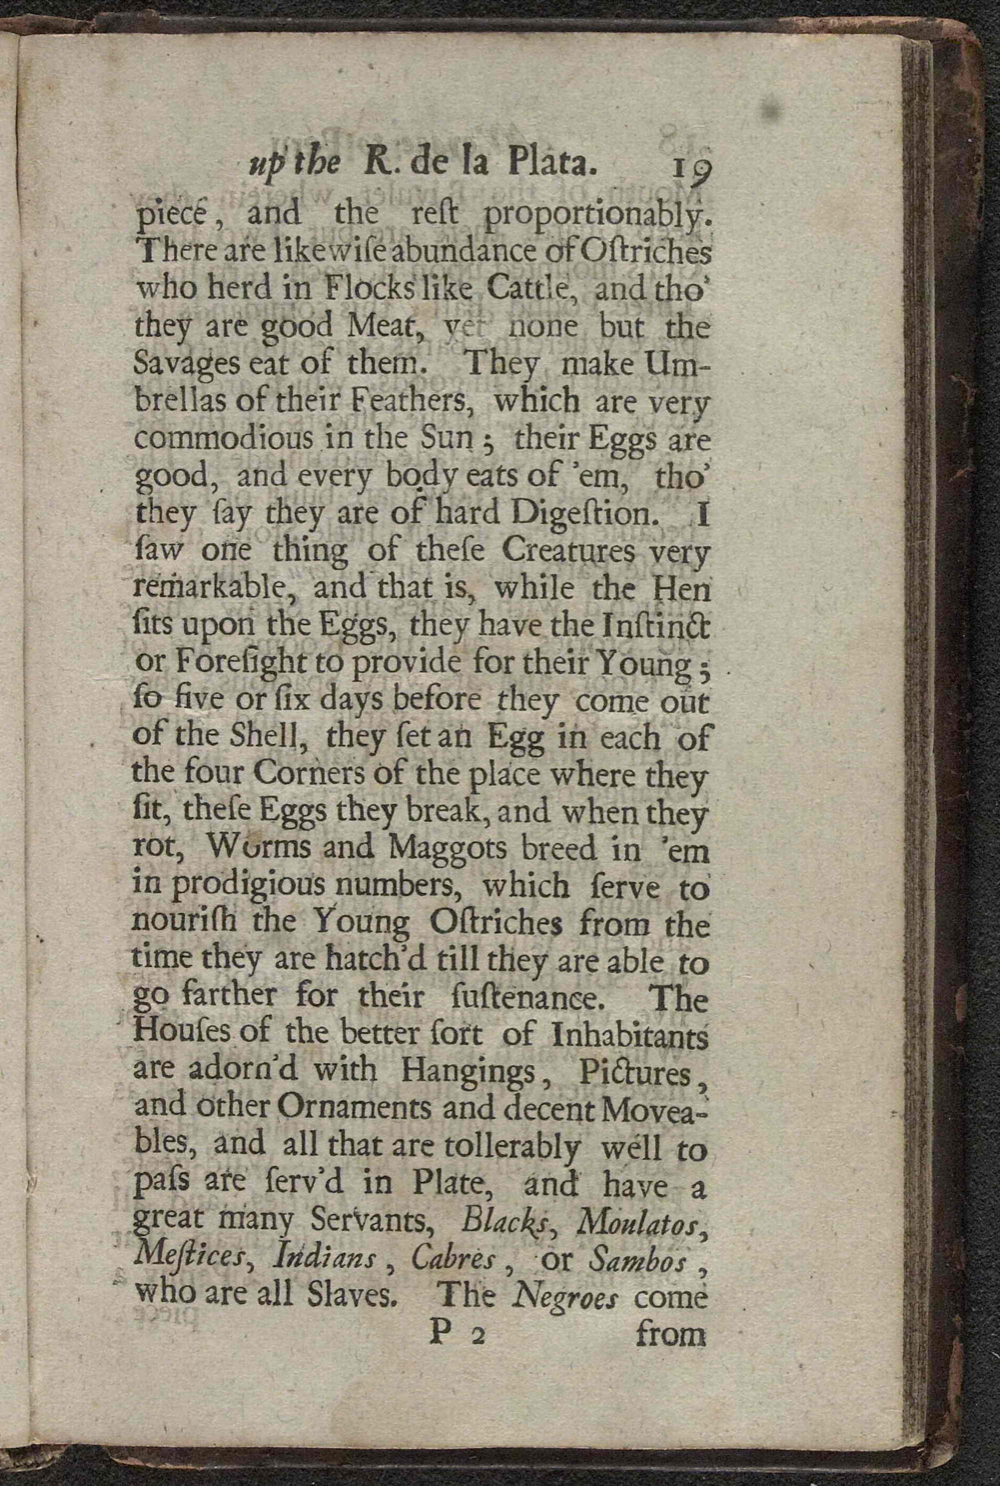 up the R. de la Plata. 19
piece, and the reſt proportionably.
There are likewiſe abundance of Oſtriches
who herd in Flocks like Cattle, and tho'
they are good Meat, yet none but the
Savages eat of them. They make Um-
brellas of their Feathers, which are very
commodious in the Sun; their Eggs are
good, and every body eats of 'em, tho'
they ſay they are of hard Digeſtion. I
ſaw one thing of theſe Creatures very
remarkable, and that is, while the Hen
ſits upon the Eggs, they have the Inſtinct
or Foreſight to provide for their Young;
ſo five or ſix days before they come out
of the Shell, they ſet an Egg in each of
the four Corners of the place where they
ſit, theſe Eggs they break, and when they
rot, Worms and Maggots breed in 'em
in prodigious numbers, which ſerve to
nouriſh the Young Oſtriches from the
time they are hatch'd till they are able to
go farther for their ſuſtenance. The
Houſes of the better ſort of Inhabitants
are adorn'd with Hangings, Pictures,
and other Ornaments and decent Movea-
bles, and all that are tollerably well to
paſs are ſerv'd in Plate, and have a
great many Servants, Blacks, Moulatos,
Meſtices, Indians, Cabres, or Sambos,
who are all Slaves. The Negroes come
P 2 from